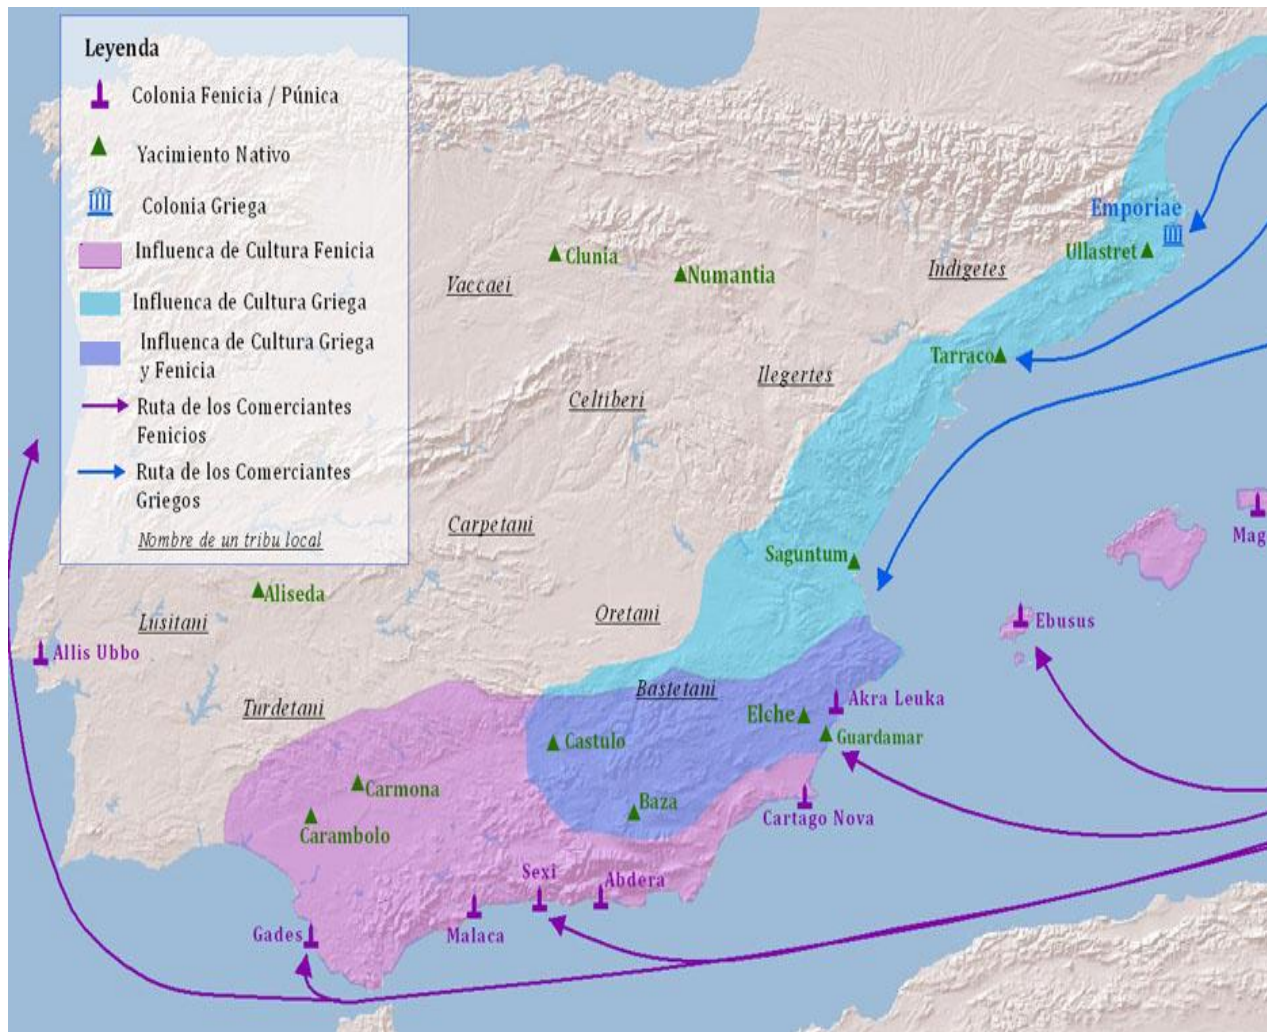 Leyenda
Colonia Fenicia / Púnica
Yacimiento Nativo
Colonia Griega
Influenca de Cultura Fenicia
Influenca de Cultura Griega
Influenca de Cultura Griega
y Fenicia
Ruta de los Comerciantes
Fenicios
Ruta de los Comerciantes
Griegos
Nombre de un tribu local
Emporiae
Ullastret
Indigetes
Clunia
Numantia
Vaccaei
Tarraco
Ilegertes
Celtiberi
Carpetani
Mag
Saguntum
Aliseda
Lusitani
Oretani
Ebusus
Allis Ubbo
Bastetani
Turdetani
Akra Leuka
Elche
Guardamar
Castulo
Carmona
Baza
Cartago Nova
Carambolo
Sexi
Abdera
Gades
Malaca